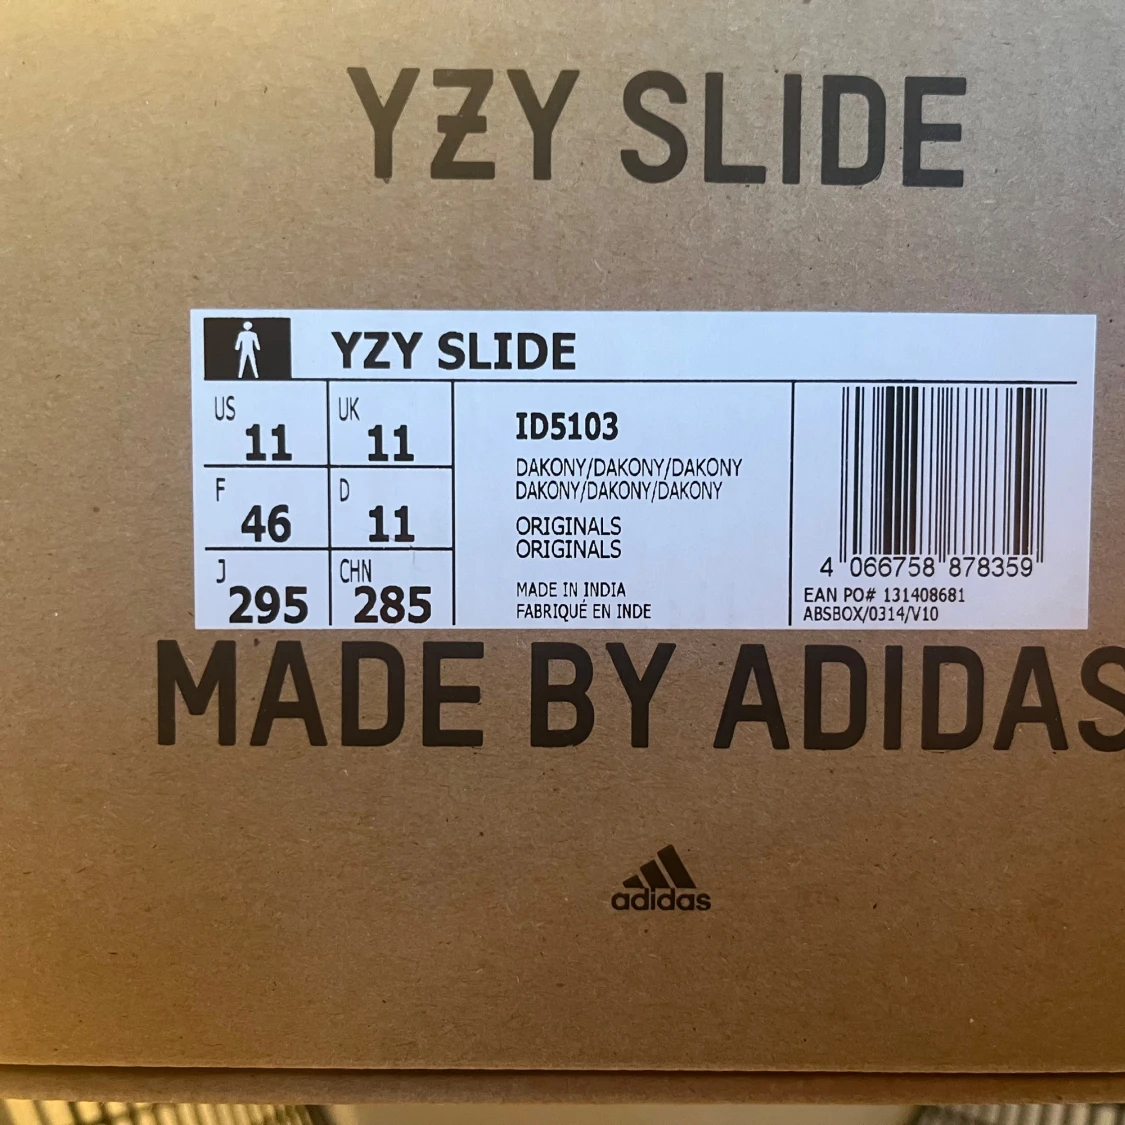 YZY SLIDE
YZY SLIDE
US 11 UK 11
F 46 D 11
J 295 CHN 285
ID5103
DAKONY/DAKONY/DAKONY
DAKONY/DAKONY/DAKONY
ORIGINALS
ORIGINALS
MADE IN INDIA
FABRIQUÉ EN INDE
4 066758 878359
EAN PO# 131408681
ABSBOX/0314/V10
MADE BY ADIDAS
adidas